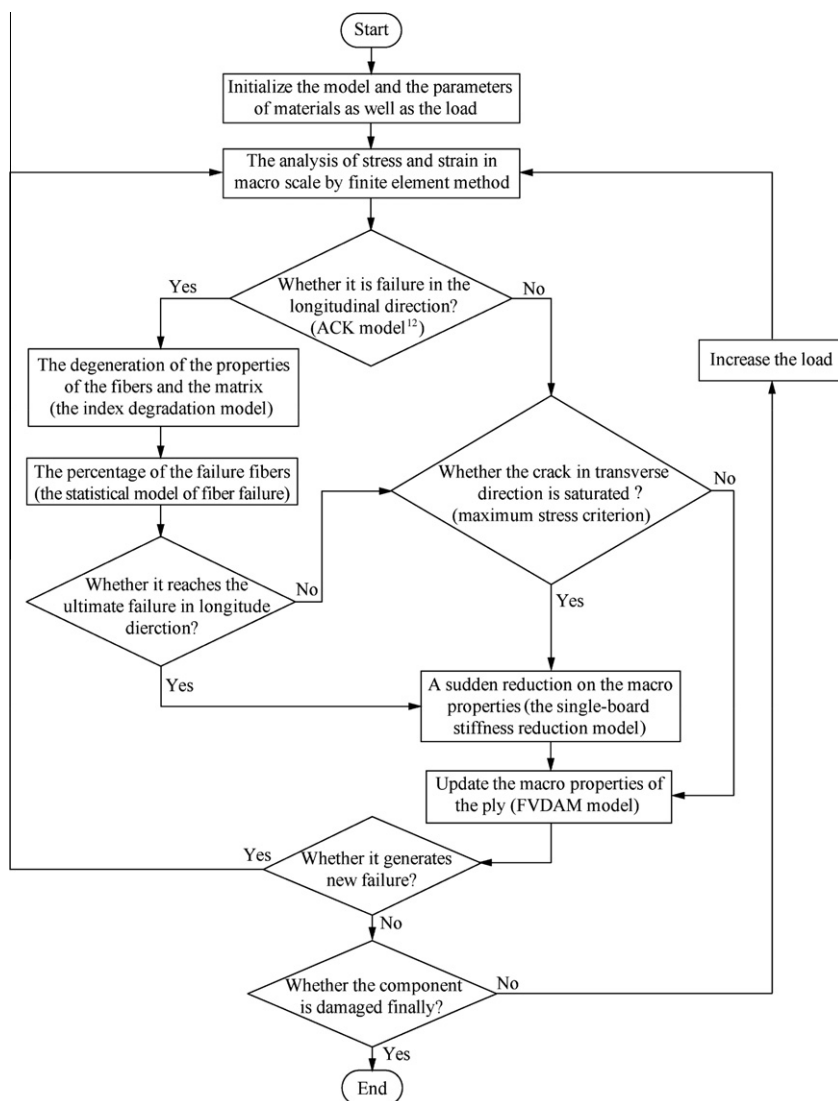 Start
Initialize the model and the parameters
of materials as well as the load
The analysis of stress and strain in
macro scale by finite element method
Yes
Whether it is failure in the
longitudinal direction?
(ACK model¹²)
No
The degeneration of the properties
of the fibers and the matrix
(the index degradation model)
Increase the load
The percentage of the failure fibers
(the statistical model of fiber failure)
Whether the crack in transverse
direction is saturated ?
(maximum stress criterion)
No
Whether it reaches the
ultimate failure in longitude
dierction?
No
Yes
Yes
A sudden reduction on the macro
properties (the single-board
stiffness reduction model)
Update the macro properties of
the ply (FVDAM model)
Yes
Whether it generates
new failure?
No
Whether the component
is damaged finally?
No
Yes
End